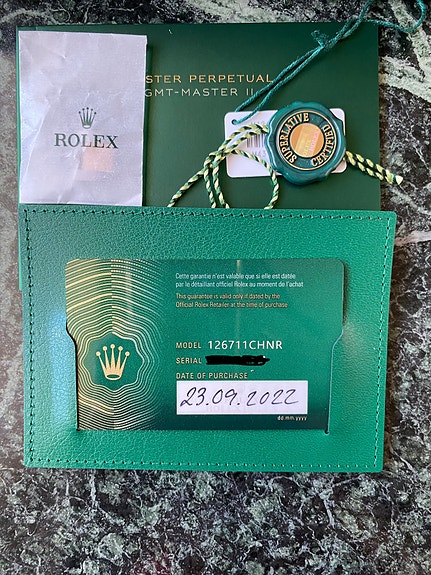 ROLEX
STER PERPETUAL
GMT-MASTER II
SUPERLATIVE
CERTIFIED
Cette garantie n'est valable que si elle est datée
par le détaillant officiel Rolex au moment de l'achat
This guarantee is valid only if dated by the
Official Rolex Retailer at the time of purchase
MODEL 126711CHNR
SERIAL
DATE OF PURCHASE
23.09.2022
dd mm yyyy